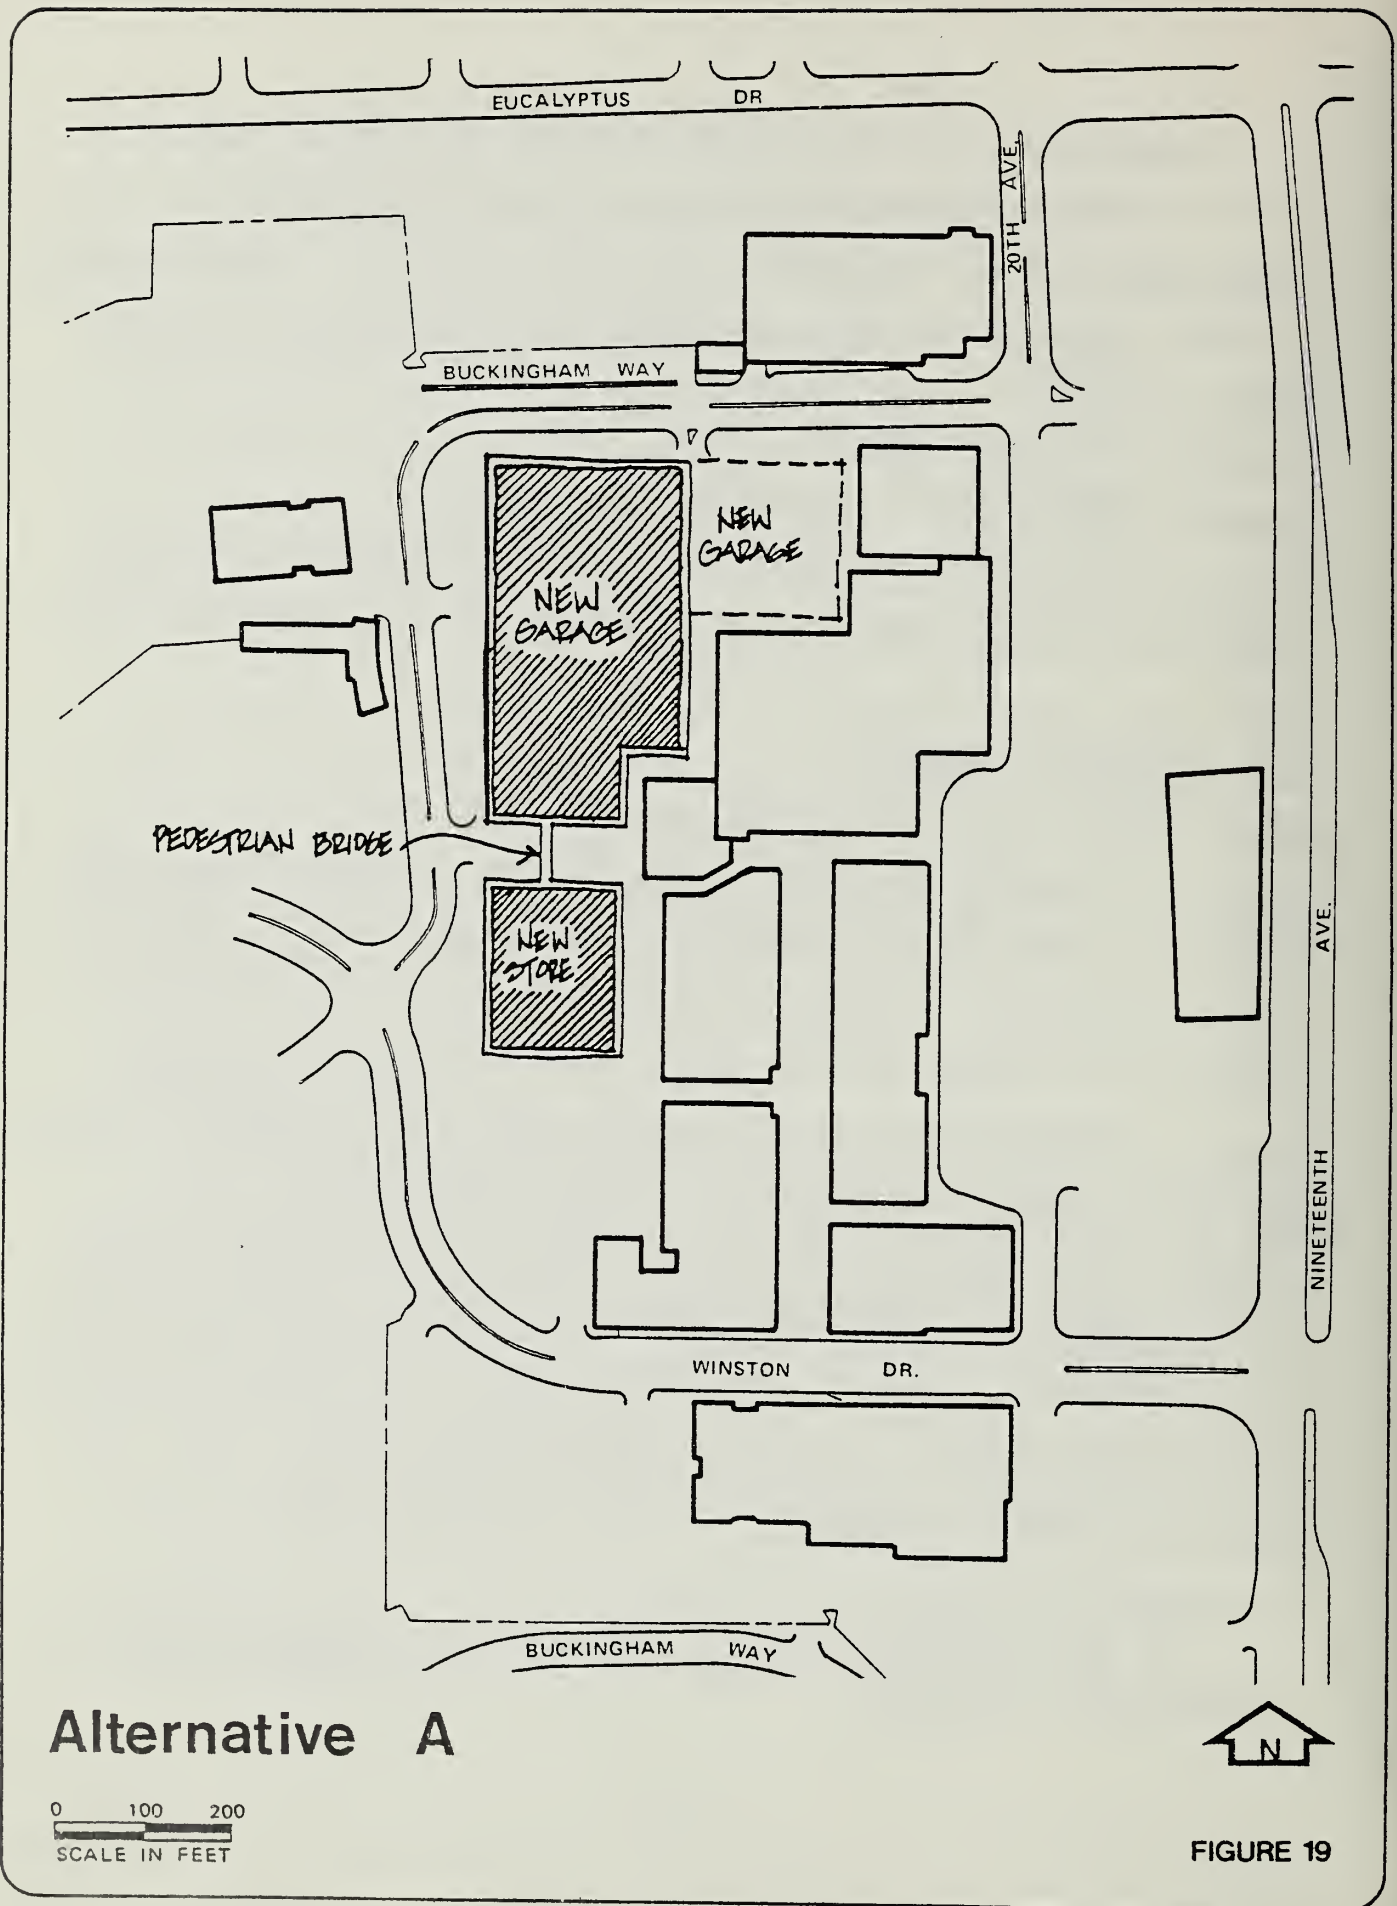 EUCALYPTUS DR
20TH AVE.
BUCKINGHAM WAY
NEW
GARAGE
NEW
GARAGE
PEDESTRIAN BRIDGE
NEW
STORE
NINETEENTH AVE.
WINSTON DR.
BUCKINGHAM WAY
Alternative A
N
0 100 200
SCALE IN FEET
FIGURE 19